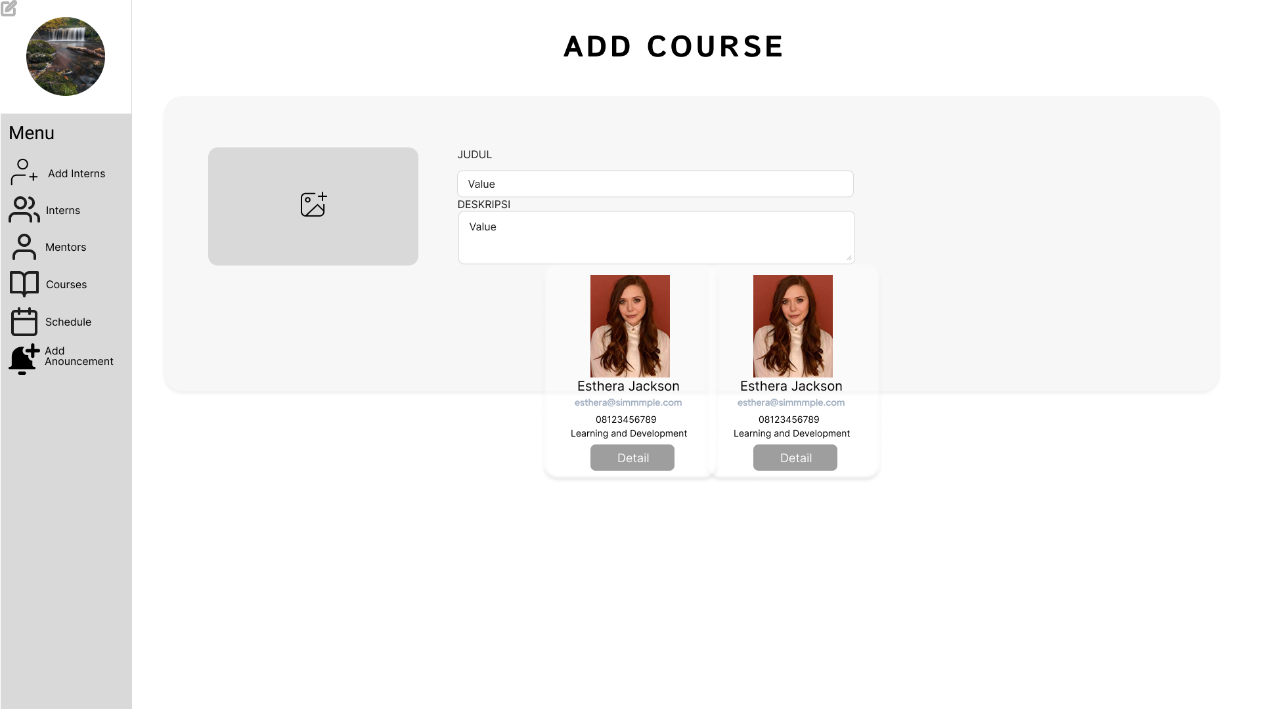 ADD COURSE
Menu
Add Interns
Interns
Mentors
Courses
Schedule
Add
Anouncement
JUDUL
Value
DESKRIPSI
Value
Esthera Jackson
esthera@simmmple.com
08123456789
Learning and Development
Detail
Esthera Jackson
esthera@simmmple.com
08123456789
Learning and Development
Detail